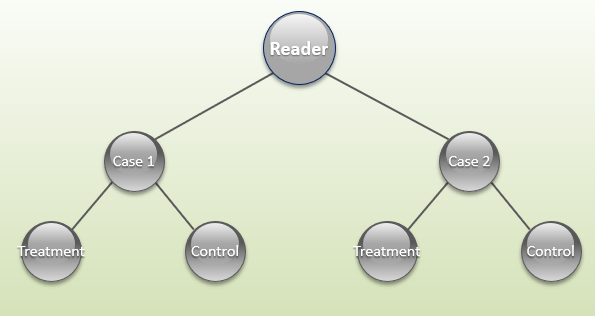 Reader
Case 1
Case 2
Treatment
Control
Treatment
Control